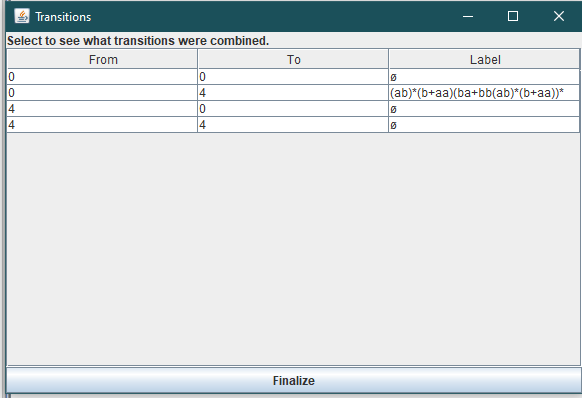 Transitions
Select to see what transitions were combined.
From To Label
0 0 ø
0 4 (ab)*(b+aa)(ba+bb(ab)*(b+aa))*
4 0 ø
4 4 ø
Finalize